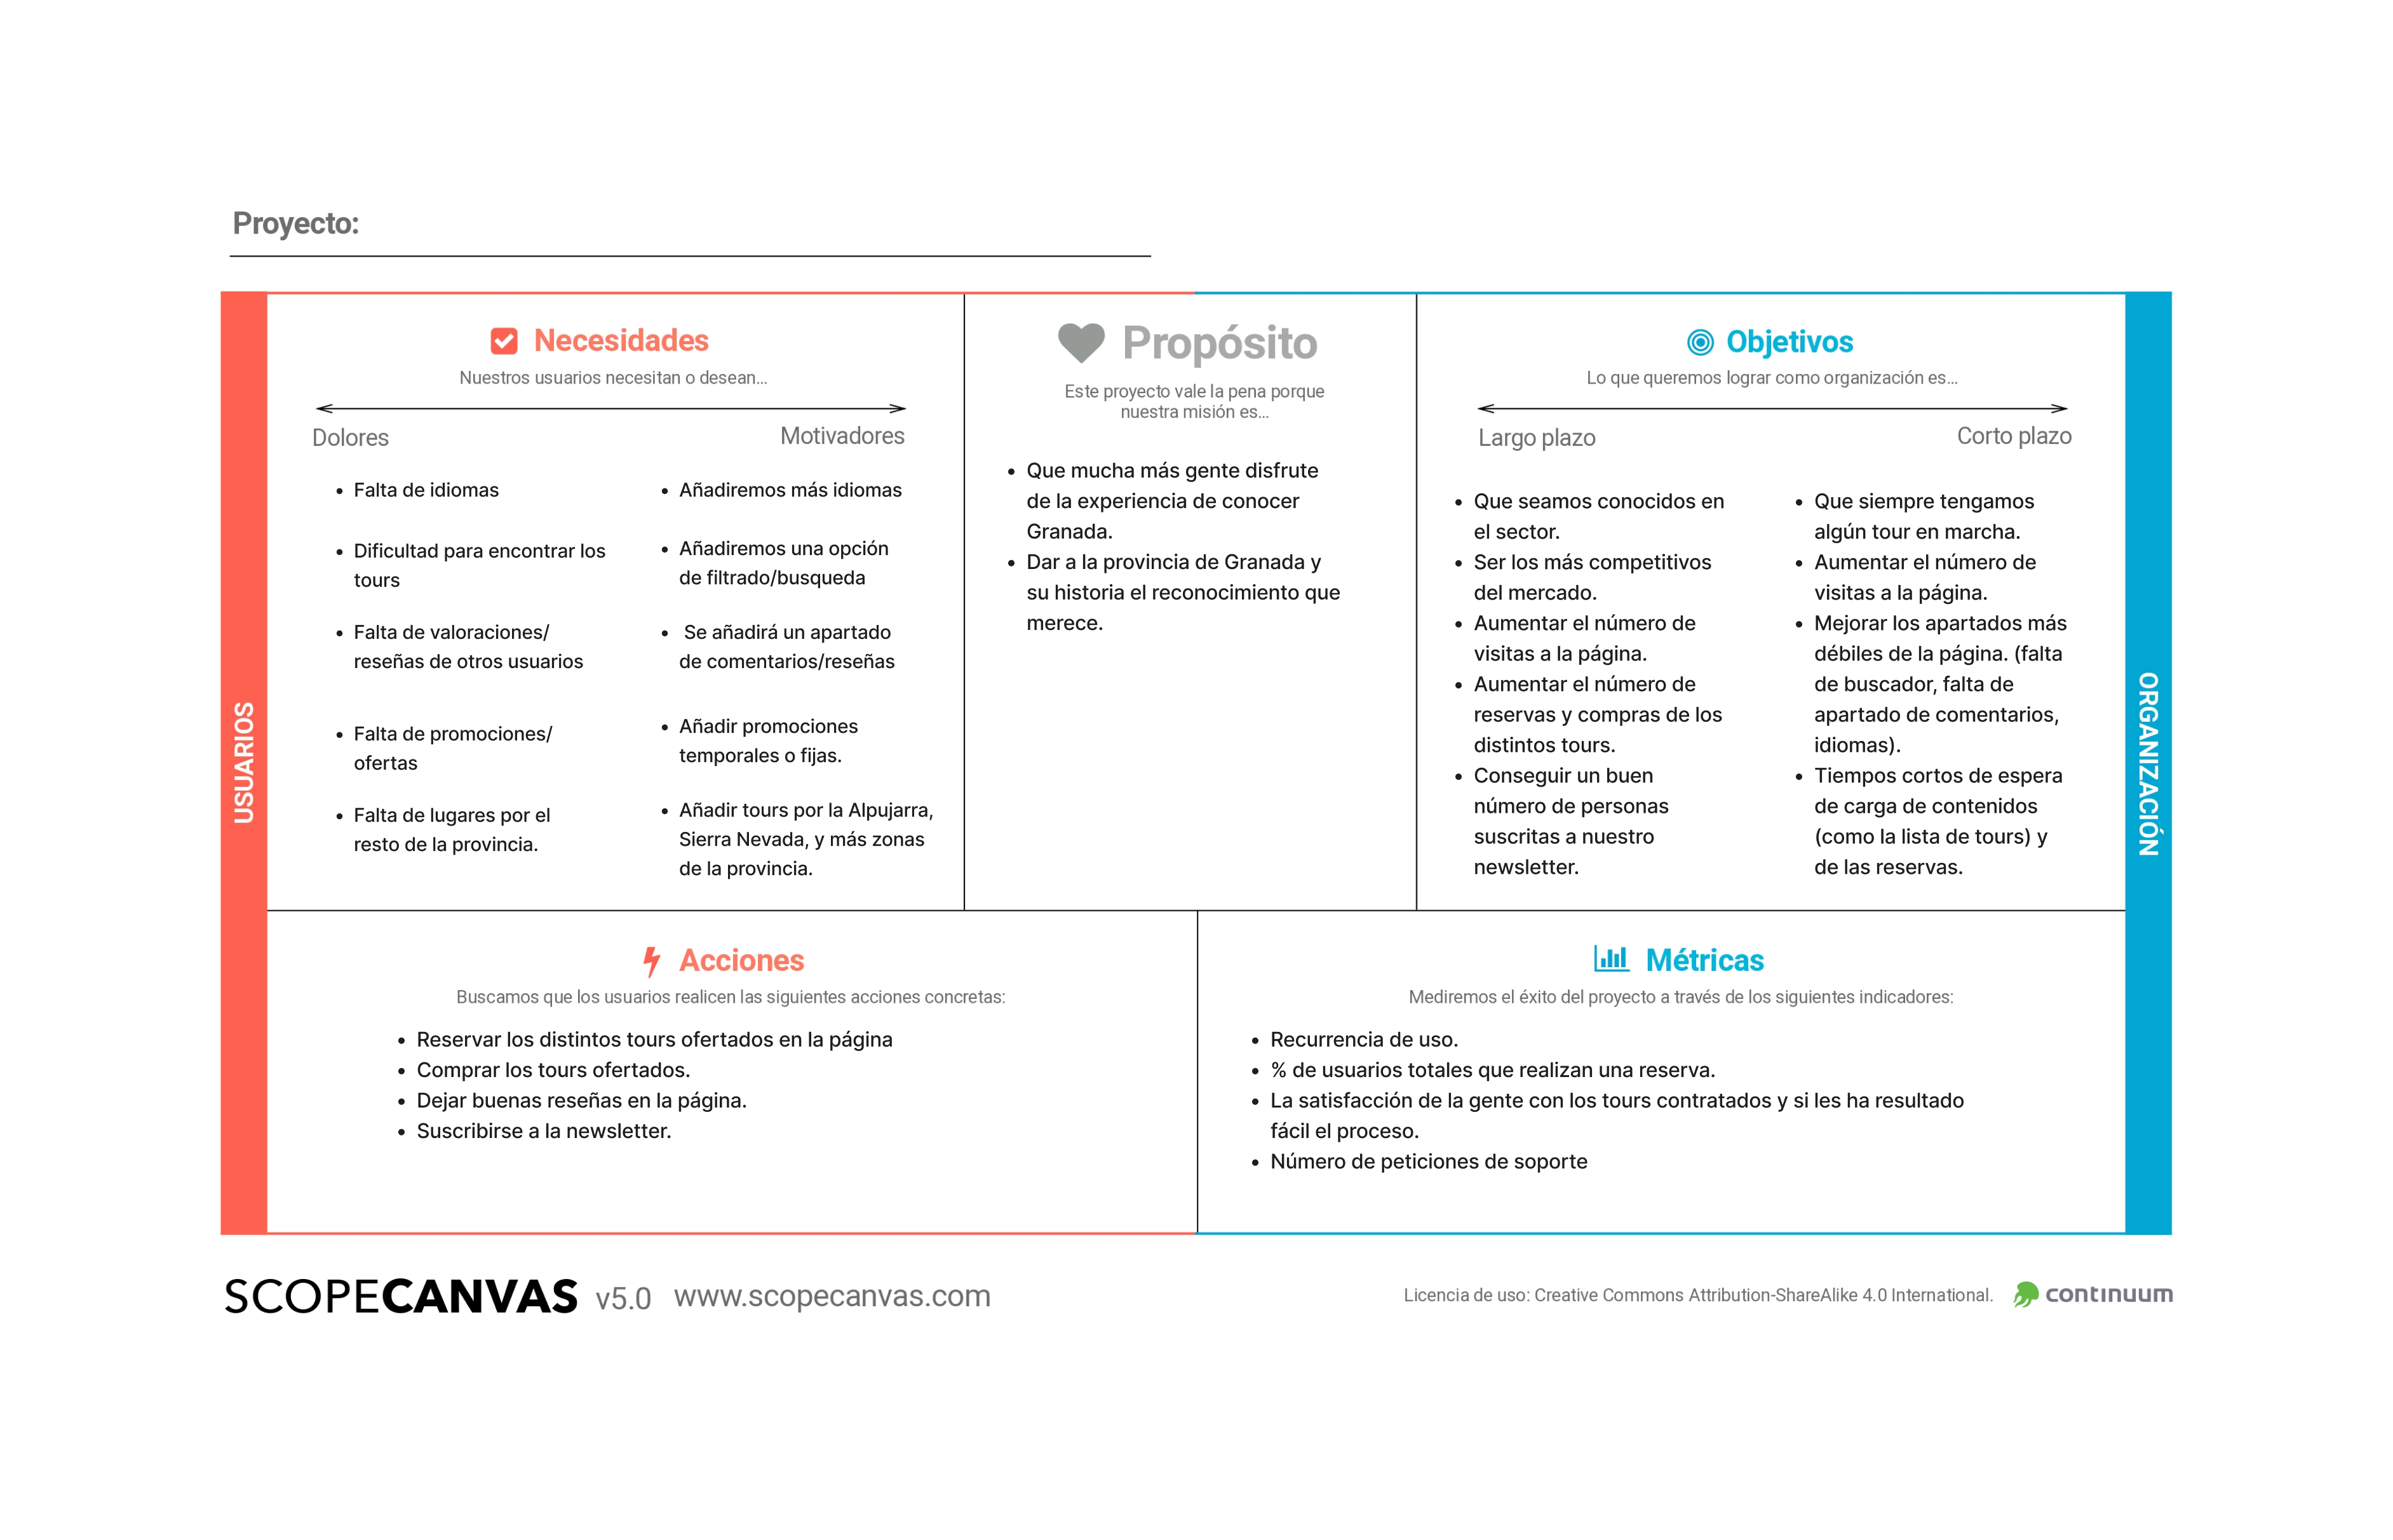 Proyecto:
USUARIOS
Necesidades
Nuestros usuarios necesitan o desean...
Dolores
Motivadores
• Falta de idiomas
• Dificultad para encontrar los
tours
• Falta de valoraciones/
reseñas de otros usuarios
• Falta de promociones/
ofertas
• Falta de lugares por el
resto de la provincia.
• Añadiremos más idiomas
• Añadiremos una opción
de filtrado/busqueda
• Se añadirá un apartado
de comentarios/reseñas
• Añadir promociones
temporales o fijas.
• Añadir tours por la Alpujarra,
Sierra Nevada, y más zonas
de la provincia.
Propósito
Este proyecto vale la pena porque
nuestra misión es...
• Que mucha más gente disfrute
de la experiencia de conocer
Granada.
• Dar a la provincia de Granada y
su historia el reconocimiento que
merece.
Objetivos
Lo que queremos lograr como organización es...
Largo plazo
Corto plazo
• Que seamos conocidos en
el sector.
• Ser los más competitivos
del mercado.
• Aumentar el número de
visitas a la página.
• Aumentar el número de
reservas y compras de los
distintos tours.
• Conseguir un buen
número de personas
suscritas a nuestro
newsletter.
• Que siempre tengamos
algún tour en marcha.
• Aumentar el número de
visitas a la página.
• Mejorar los apartados más
débiles de la página. (falta
de buscador, falta de
apartado de comentarios,
idiomas).
• Tiempos cortos de espera
de carga de contenidos
(como la lista de tours) y
de las reservas.
ORGANIZACIÓN
Acciones
Buscamos que los usuarios realicen las siguientes acciones concretas:
• Reservar los distintos tours ofertados en la página
• Comprar los tours ofertados.
• Dejar buenas reseñas en la página.
• Suscribirse a la newsletter.
Métricas
Mediremos el éxito del proyecto a través de los siguientes indicadores:
• Recurrencia de uso.
• % de usuarios totales que realizan una reserva.
• La satisfacción de la gente con los tours contratados y si les ha resultado
fácil el proceso.
• Número de peticiones de soporte
SCOPECANVAS v5.0 www.scopecanvas.com
Licencia de uso: Creative Commons Attribution-ShareAlike 4.0 International. continuum